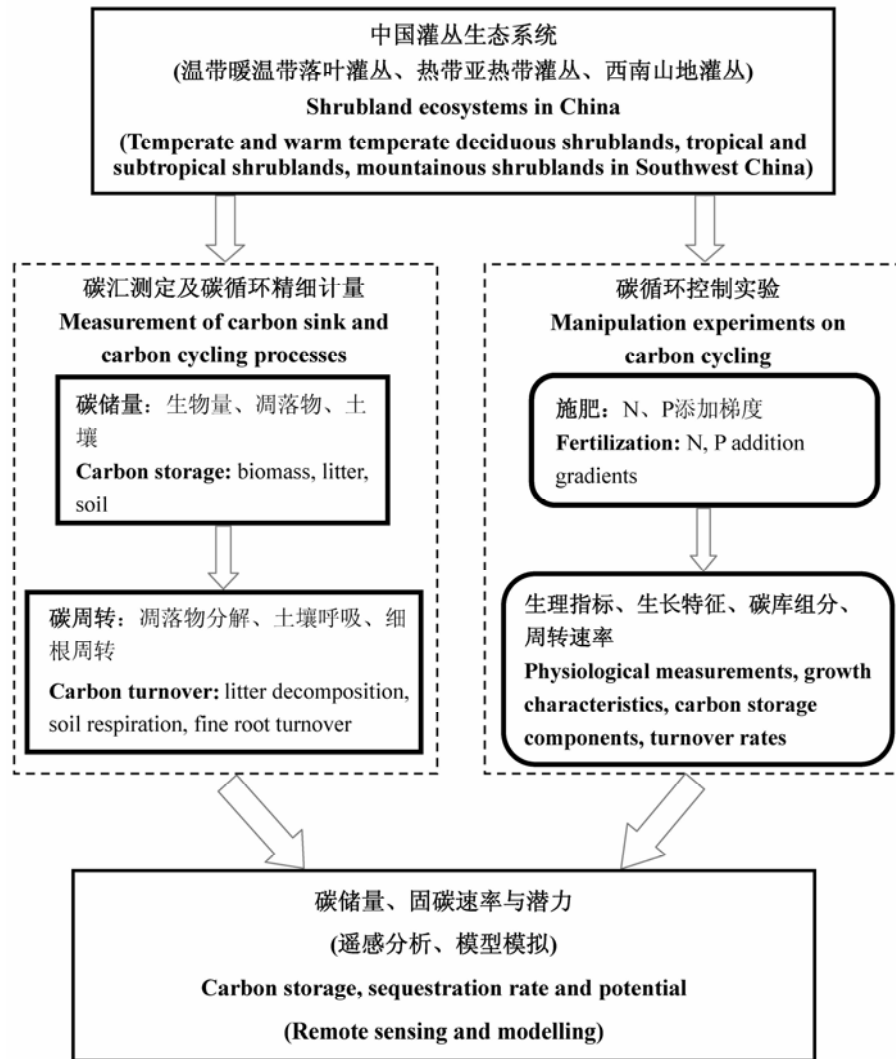 中国灌丛生态系统
(温带暖温带落叶灌丛、热带亚热带灌丛、西南山地灌丛)
Shrubland ecosystems in China
(Temperate and warm temperate deciduous shrublands, tropical and
subtropical shrublands, mountainous shrublands in Southwest China)
碳汇测定及碳循环精细计量
Measurement of carbon sink and
carbon cycling processes
碳储量：生物量、凋落物、土
壤
Carbon storage: biomass, litter,
soil
碳周转：凋落物分解、土壤呼吸、细
根周转
Carbon turnover: litter decomposition,
soil respiration, fine root turnover
碳循环控制实验
Manipulation experiments on
carbon cycling
施肥：N、P添加梯度
Fertilization: N, P addition
gradients
生理指标、生长特征、碳库组分、
周转速率
Physiological measurements, growth
characteristics, carbon storage
components, turnover rates
碳储量、固碳速率与潜力
(遥感分析、模型模拟)
Carbon storage, sequestration rate and potential
(Remote sensing and modelling)